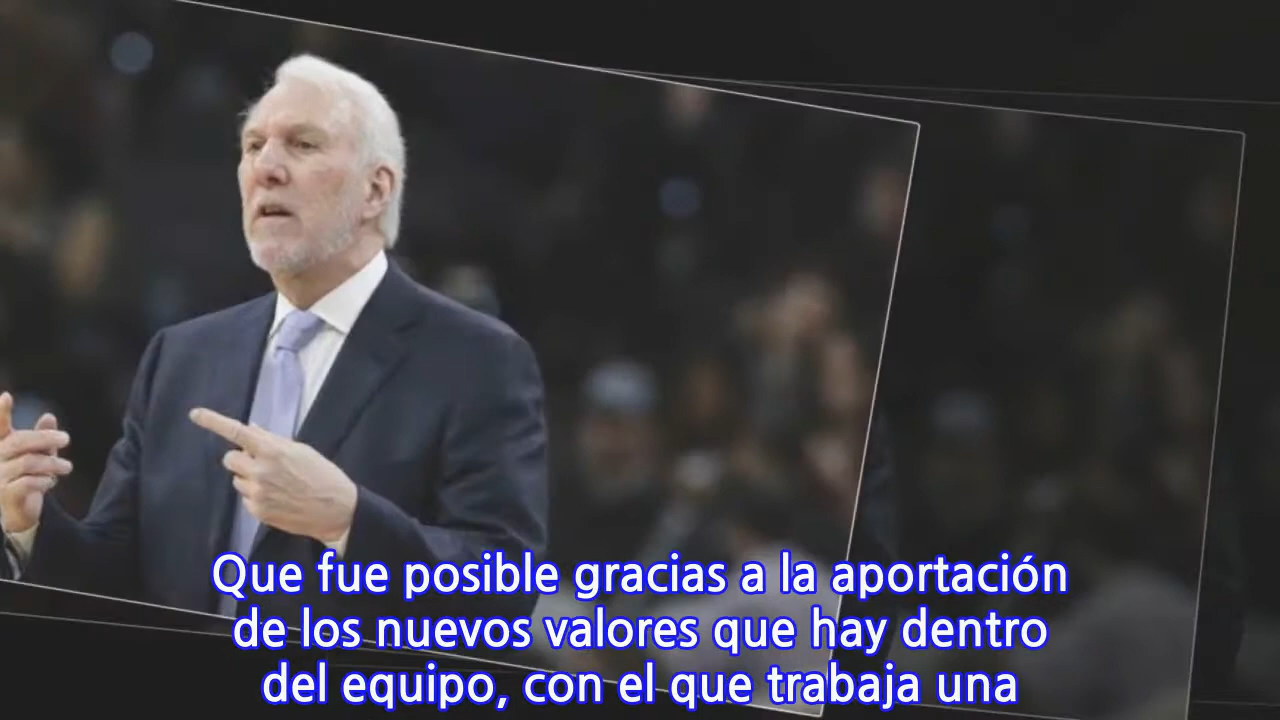 Que fue posible gracias a la aportación
de los nuevos valores que hay dentro
del equipo, con el que trabaja una